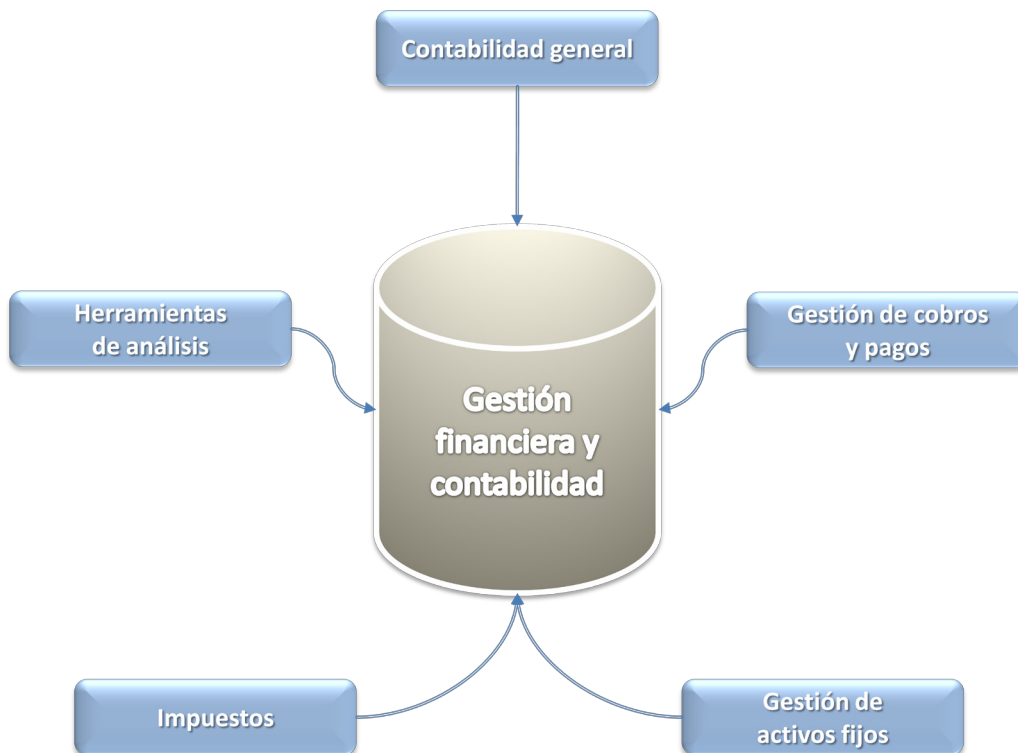 Contabilidad general
Herramientas
de análisis
Gestión de cobros
y pagos
Gestión
financiera y
contabilidad
Impuestos
Gestión de
activos fijos